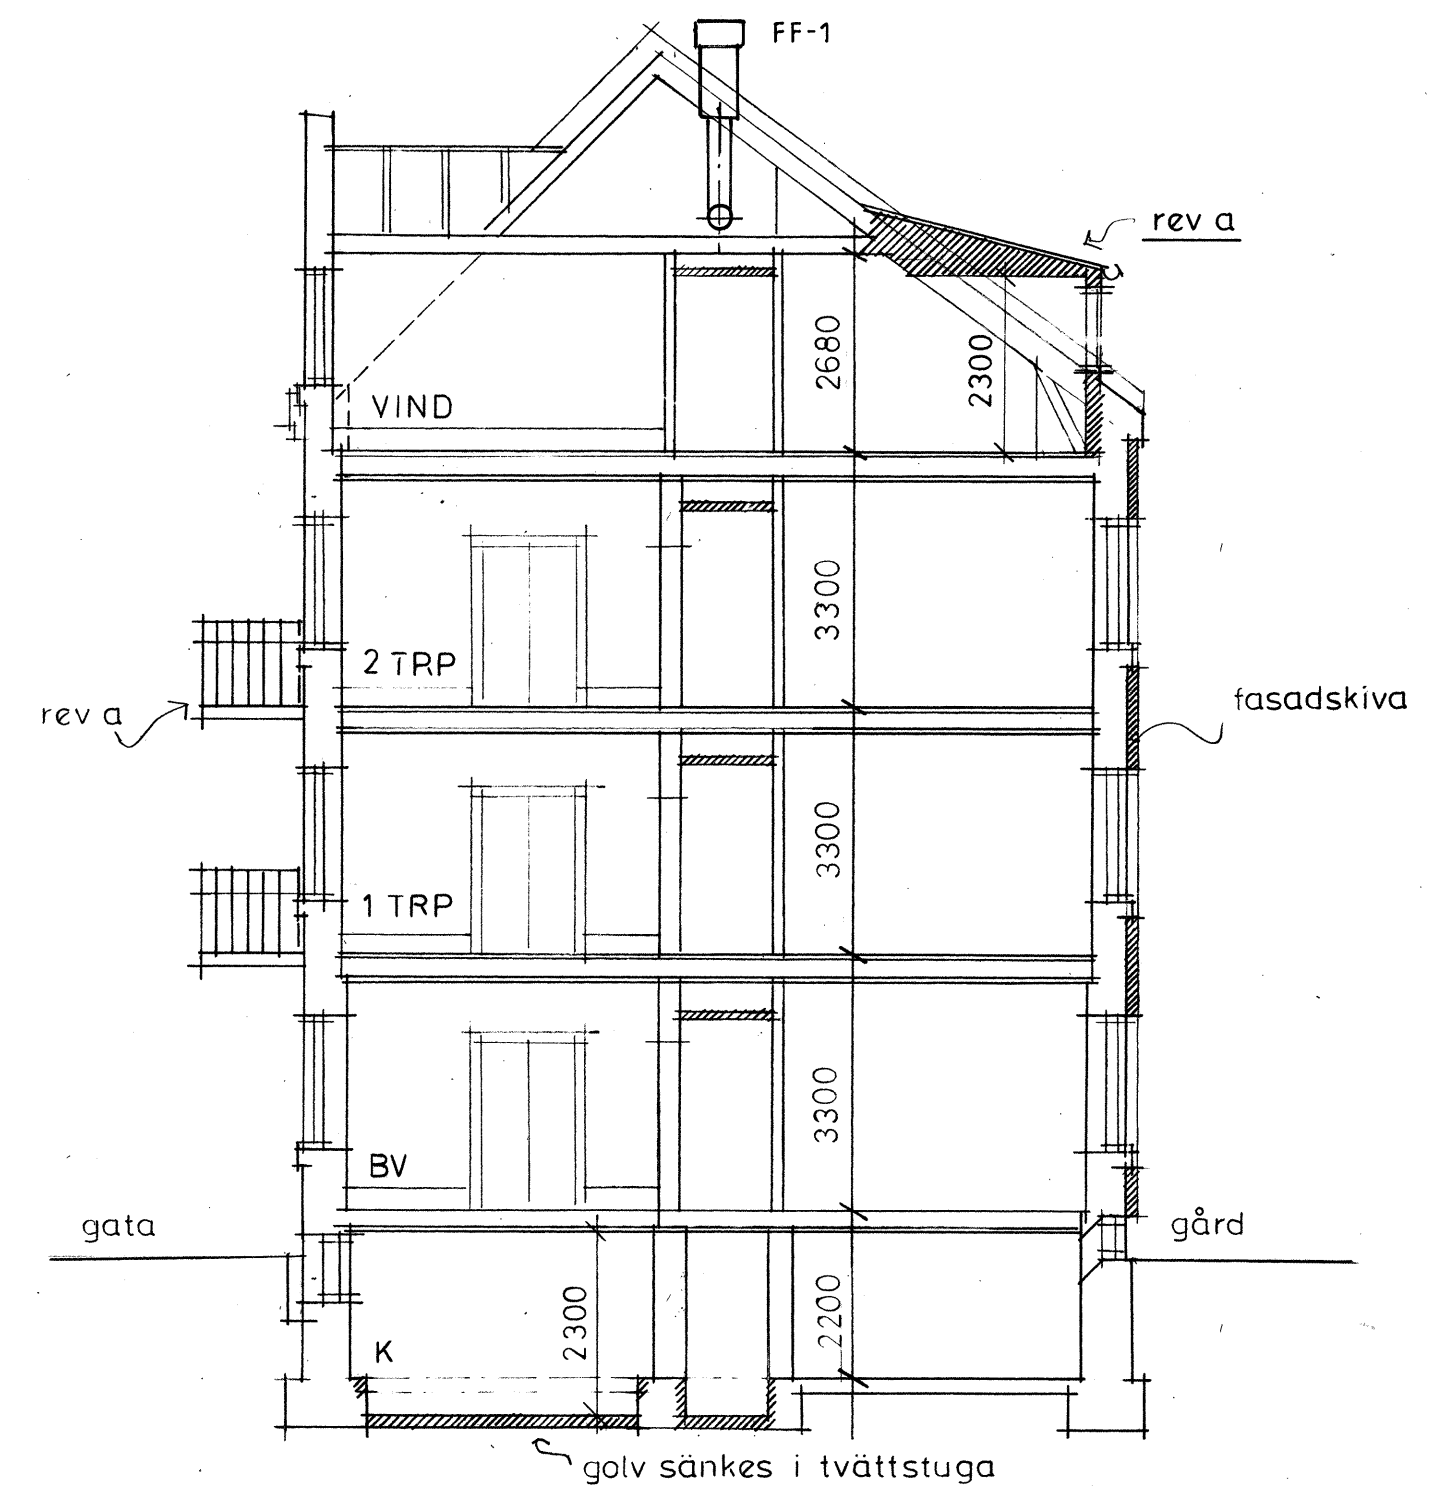 FF-1
rev a
2680
2300
VIND
3300
2 TRP
rev a
fasadskiva
3300
1 TRP
3300
BV
gata
gård
2300
2200
K
golv sänkes i tvättstuga